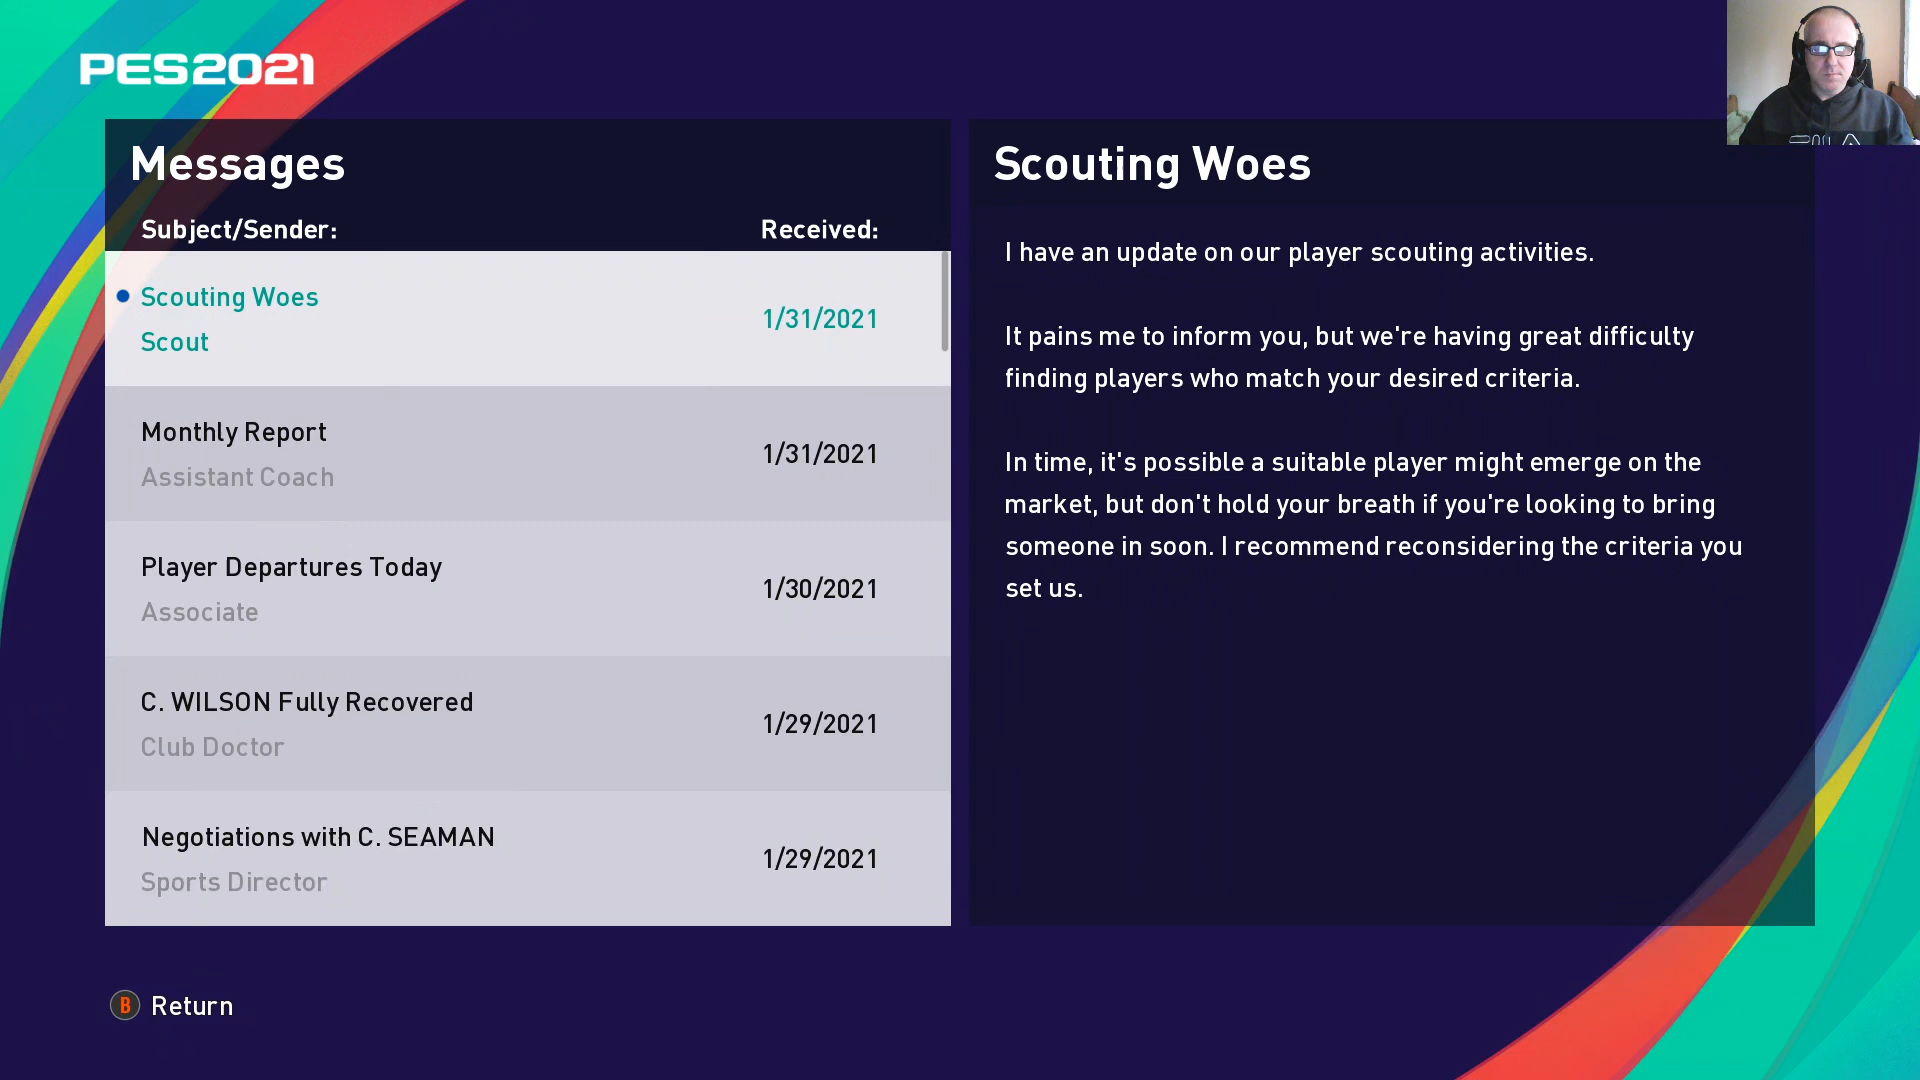 PES2021
Messages
Subject/Sender:
Received:
Scouting Woes
Scout
1/31/2021
Monthly Report
Assistant Coach
1/31/2021
Player Departures Today
Associate
1/30/2021
C. WILSON Fully Recovered
Club Doctor
1/29/2021
Negotiations with C. SEAMAN
Sports Director
1/29/2021
Scouting Woes
I have an update on our player scouting activities.
It pains me to inform you, but we're having great difficulty
finding players who match your desired criteria.
In time, it's possible a suitable player might emerge on the
market, but don't hold your breath if you're looking to bring
someone in soon. I recommend reconsidering the criteria you
set us.
B Return